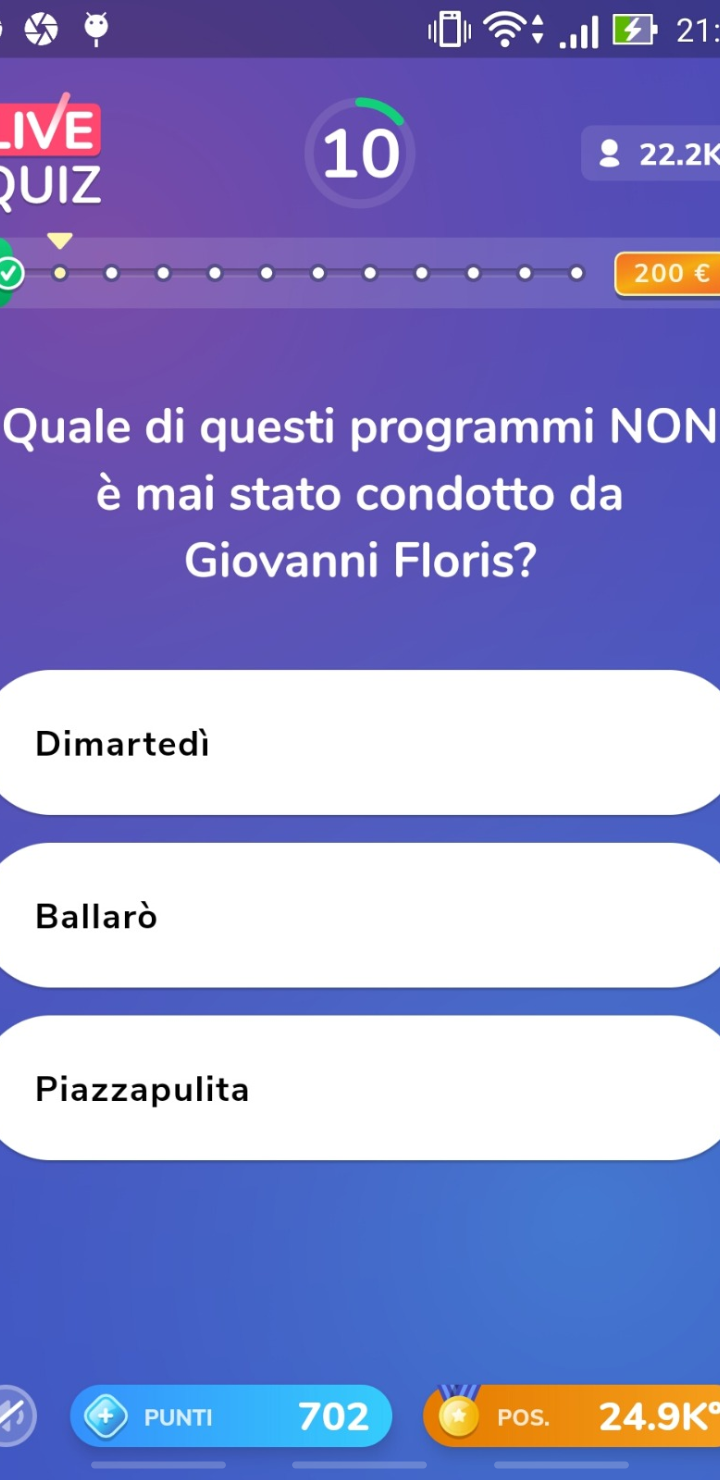 21:
LIVE
QUIZ
10
22.2K
200 €
Quale di questi programmi NON
è mai stato condotto da
Giovanni Floris?
Dimartedì
Ballarò
Piazzapulita
PUNTI 702
POS. 24.9K°